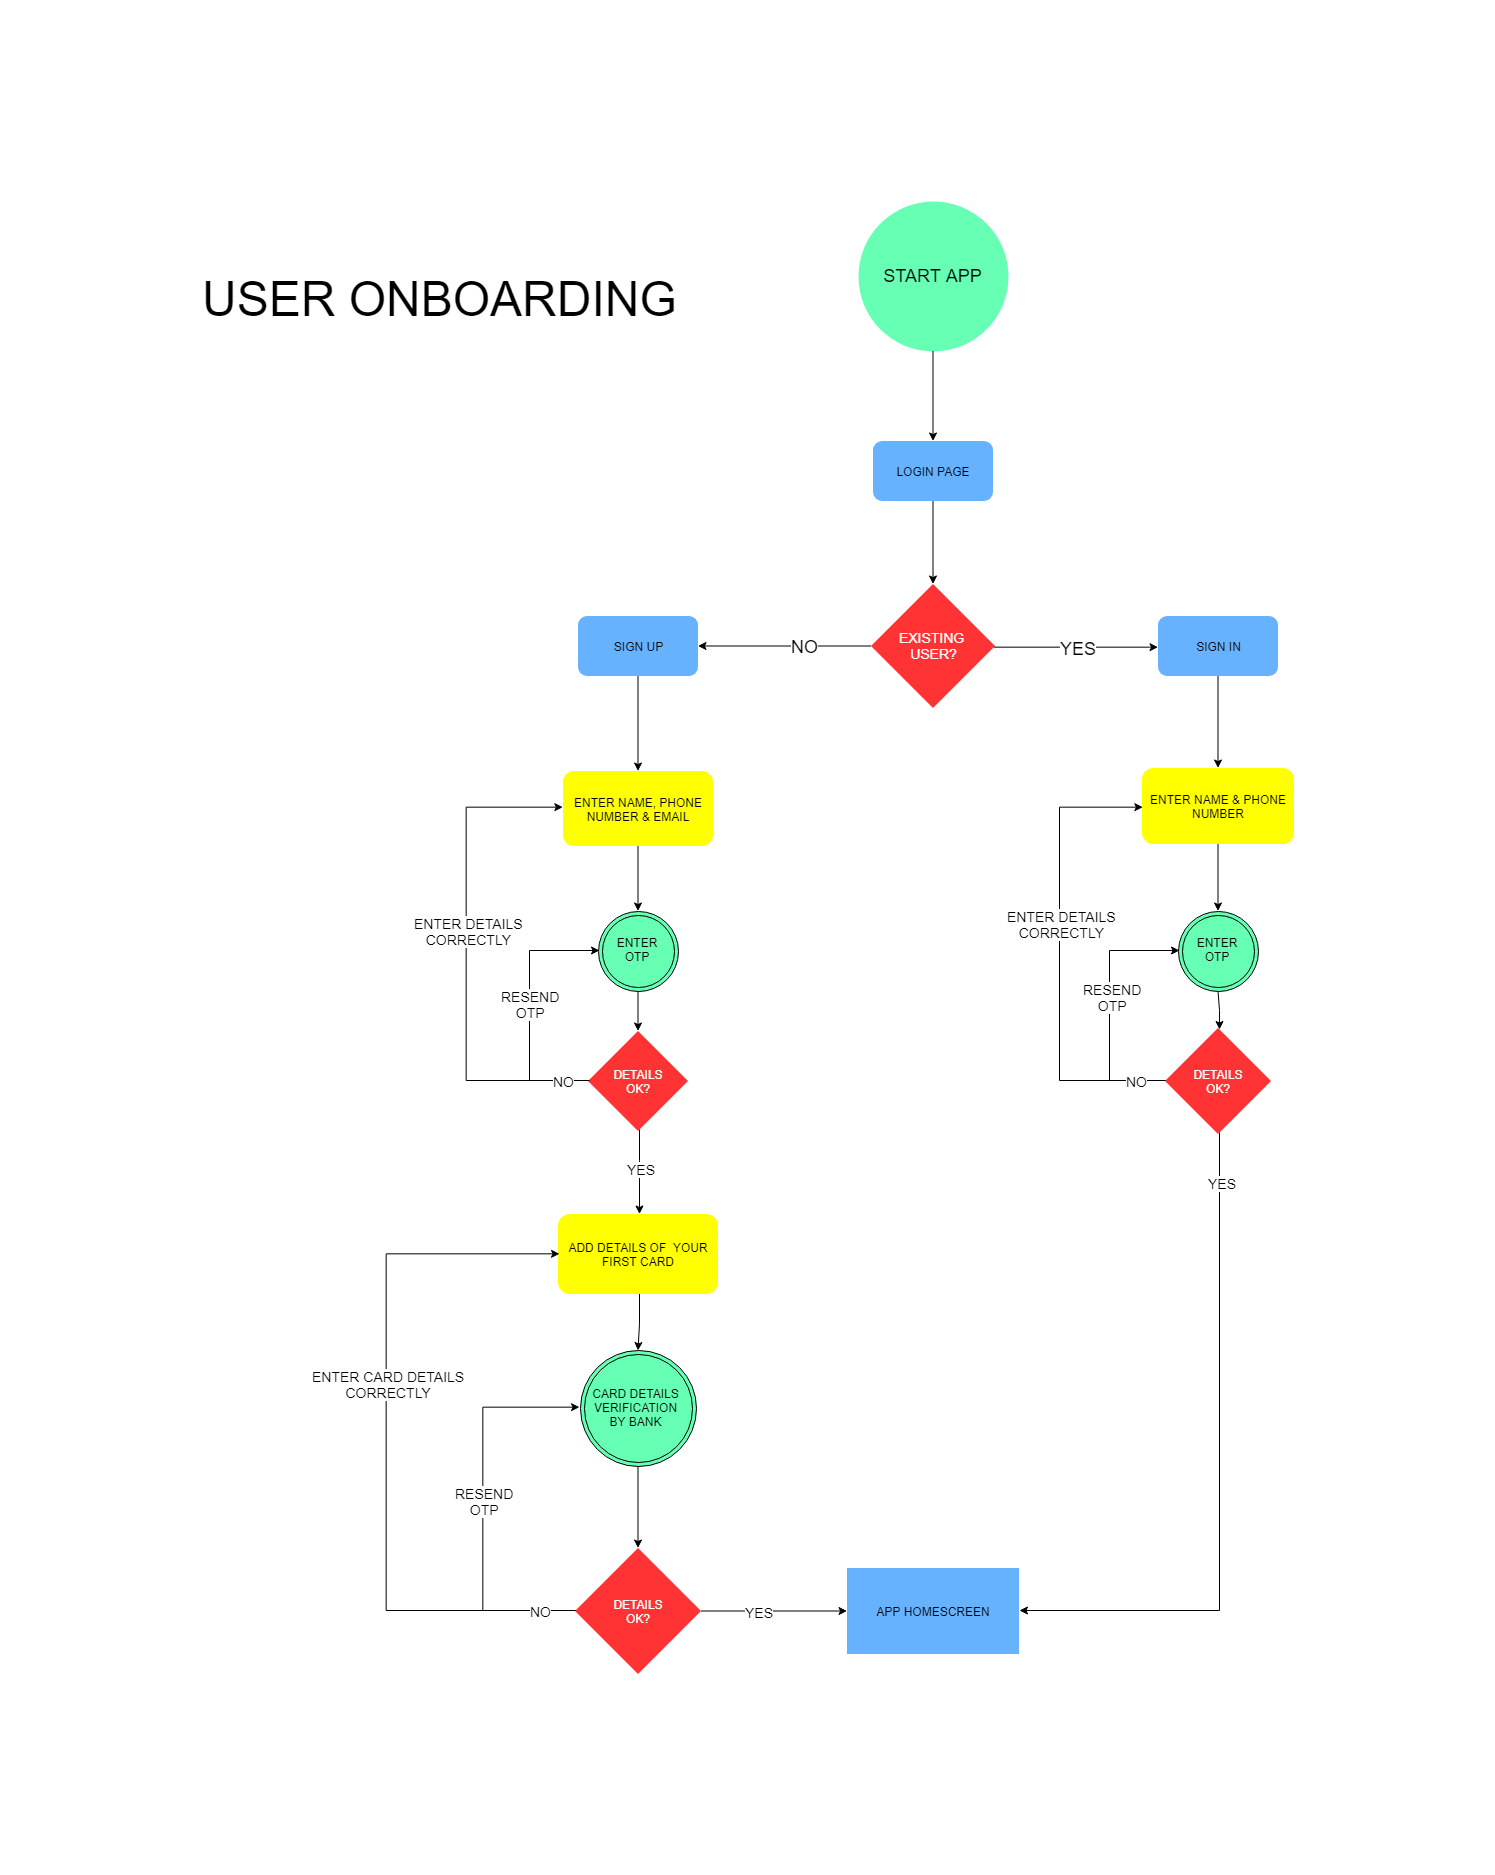 START APP
USER ONBOARDING
LOGIN PAGE
EXISTING
USER?
NO
YES
SIGN UP
SIGN IN
ENTER NAME, PHONE
NUMBER & EMAIL
ENTER NAME & PHONE
NUMBER
ENTER DETAILS
CORRECTLY
ENTER
OTP
RESEND
OTP
NO
DETAILS
OK?
YES
ENTER DETAILS
CORRECTLY
ENTER
OTP
RESEND
OTP
NO
DETAILS
OK?
YES
ADD DETAILS OF  YOUR
FIRST CARD
ENTER CARD DETAILS
CORRECTLY
CARD DETAILS
VERIFICATION
BY BANK
RESEND
OTP
NO
DETAILS
OK?
YES
APP HOMESCREEN